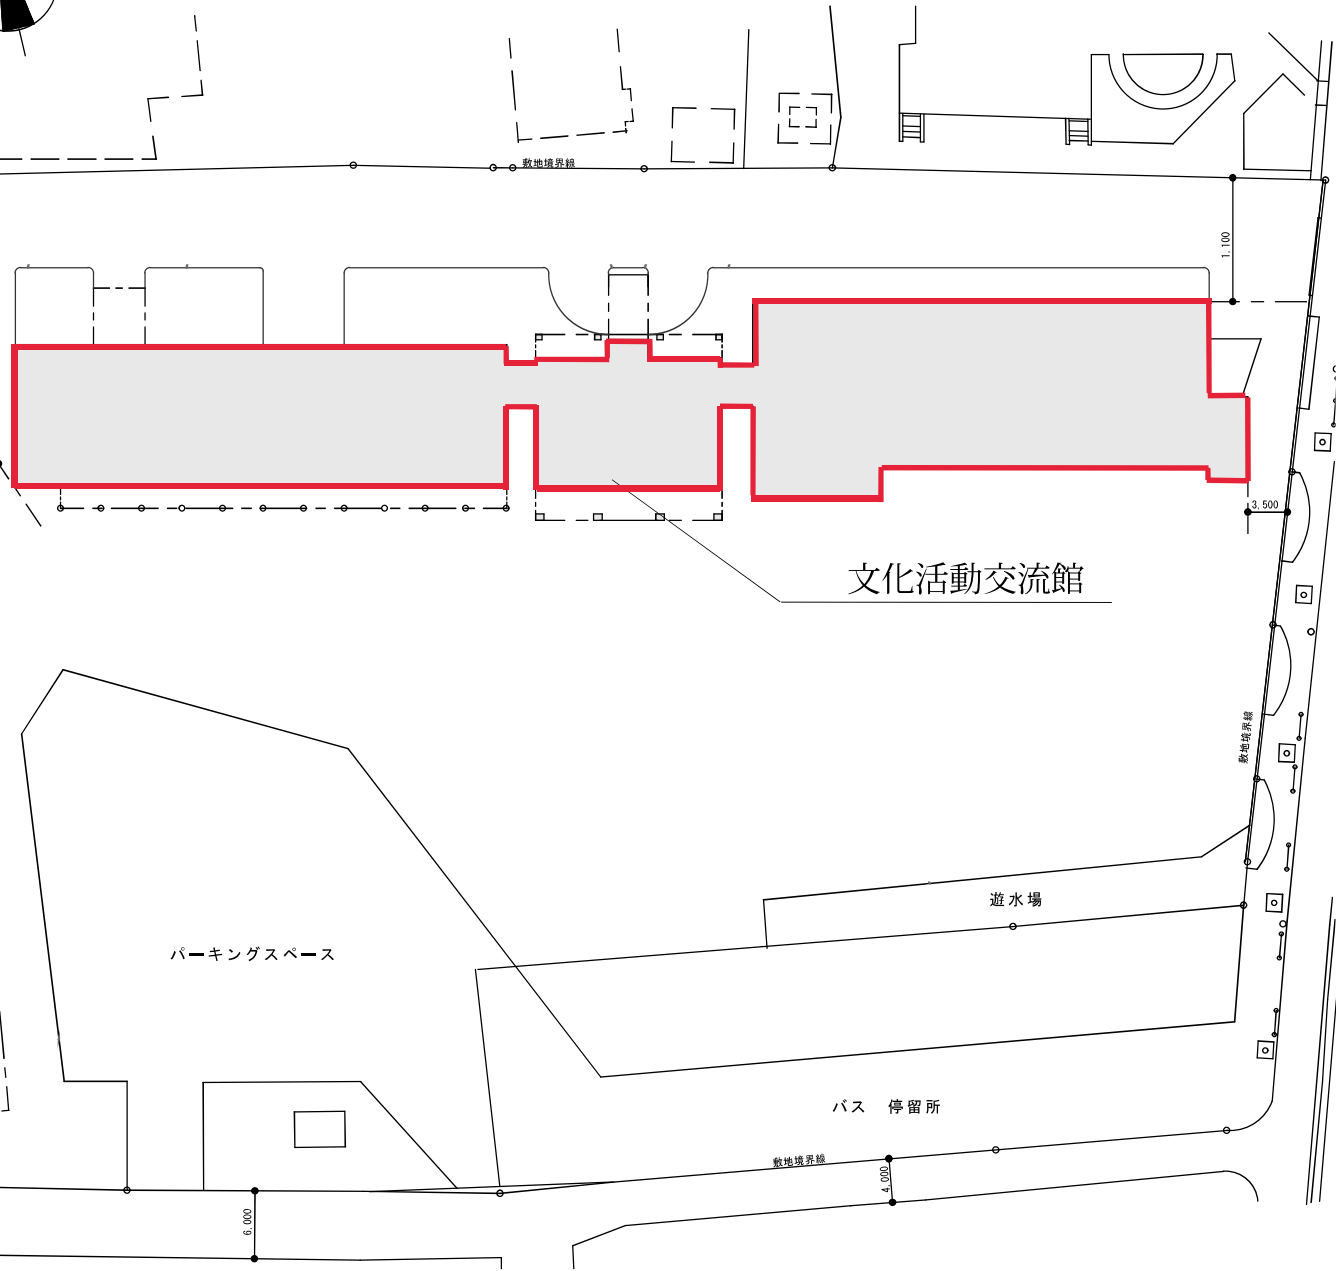 敷地境界線
1,100
3,500
文化活動交流館
敷地境界線
遊水場
パーキングスペース
バス 停留所
敷地境界線
4,000
6,000